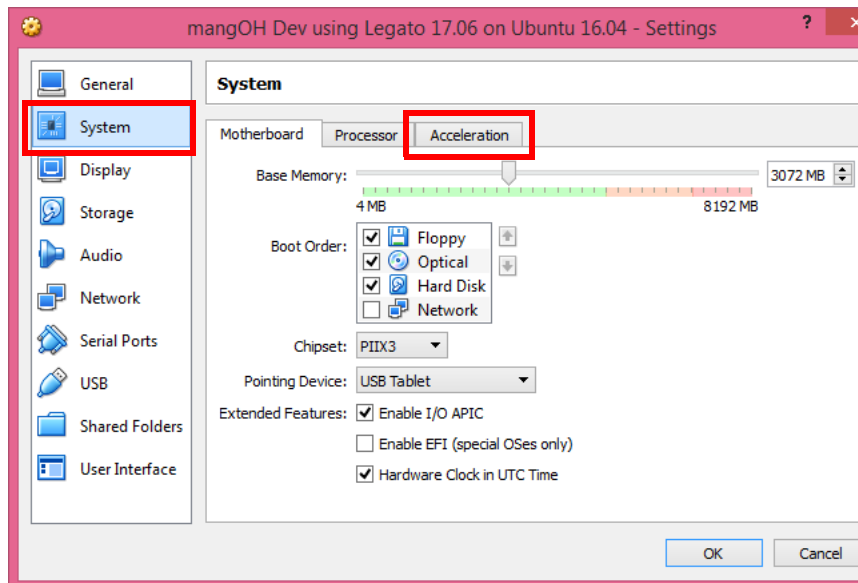 mangOH Dev using Legato 17.06 on Ubuntu 16.04 - Settings ?
General
System
Display
Storage
Audio
Network
Serial Ports
USB
Shared Folders
User Interface
System
Motherboard Processor Acceleration
Base Memory: 3072 MB
4 MB 8192 MB
Boot Order:
Floppy
Optical
Hard Disk
Network
Chipset: PIIX3
Pointing Device: USB Tablet
Extended Features: Enable I/O APIC
Enable EFI (special OSes only)
Hardware Clock in UTC Time
OK Cancel